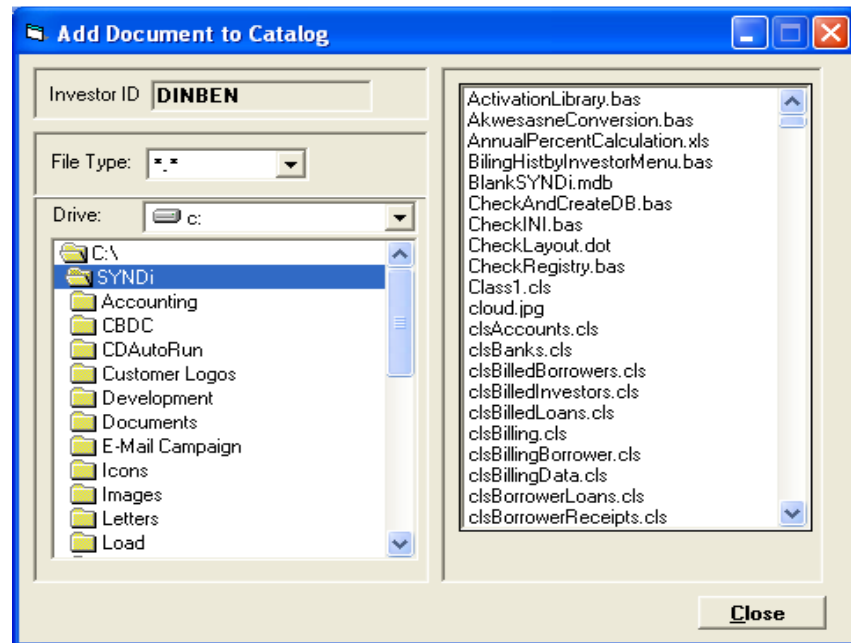 Add Document to Catalog
Investor ID DINBEN
File Type: *.*
Drive: c:
C:\
SYNDi
Accounting
CBDC
CDAutoRun
Customer Logos
Development
Documents
E-Mail Campaign
Icons
Images
Letters
Load
ActivationLibrary.bas
AkwesasneConversion.bas
AnnualPercentCalculation.xls
BilingHistbyInvestorMenu.bas
BlankSYNDi.mdb
CheckAndCreateDB.bas
CheckINI.bas
CheckLayout.dot
CheckRegistry.bas
Class1.cls
cloud.jpg
clsAccounts.cls
clsBanks.cls
clsBilledBorrowers.cls
clsBilledInvestors.cls
clsBilledLoans.cls
clsBilling.cls
clsBillingBorrower.cls
clsBillingData.cls
clsBorrowerLoans.cls
clsBorrowerReceipts.cls
Close